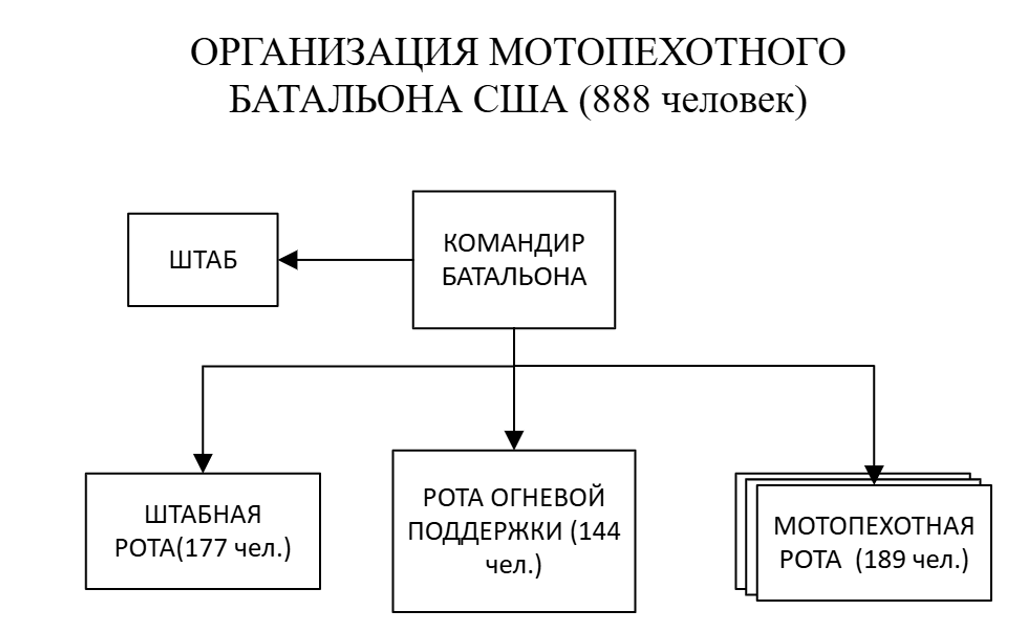 ОРГАНИЗАЦИЯ МОТОПЕХОТНОГО
БАТАЛЬОНА США (888 человек)
ШТАБ
КОМАНДИР
БАТАЛЬОНА
ШТАБНАЯ
РОТА(177 чел.)
РОТА ОГНЕВОЙ
ПОДДЕРЖКИ (144
чел.)
МОТОПЕХОТНАЯ
РОТА (189 чел.)